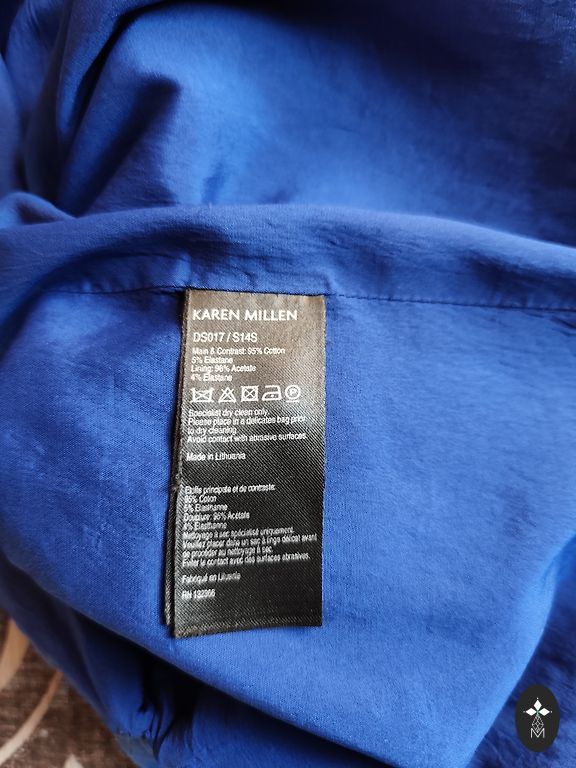 KAREN MILLEN
DS017 / S14S
Main & Contrast: 95% Cotton
5% Elastane
Lining: 96% Acetate
4% Elastane
P
Specialist dry clean only.
Please place in a delicates bag prior
to dry cleaning.
Avoid contact with abrasive surfaces.
Made in Lithuania
Etoile principale et de contraste:
95% Coton
5% Elasthanne
Doublure: 96% Acétate
4% Elasthanne
Nettoyage à sec spécialisé uniquement.
Veuillez placer dans un sac à linge délicat avant
de procéder au nettoyage à sec.
Eviter le contact avec des surfaces abrasives.
Fabriqué en Lituanie
RN 132366
M